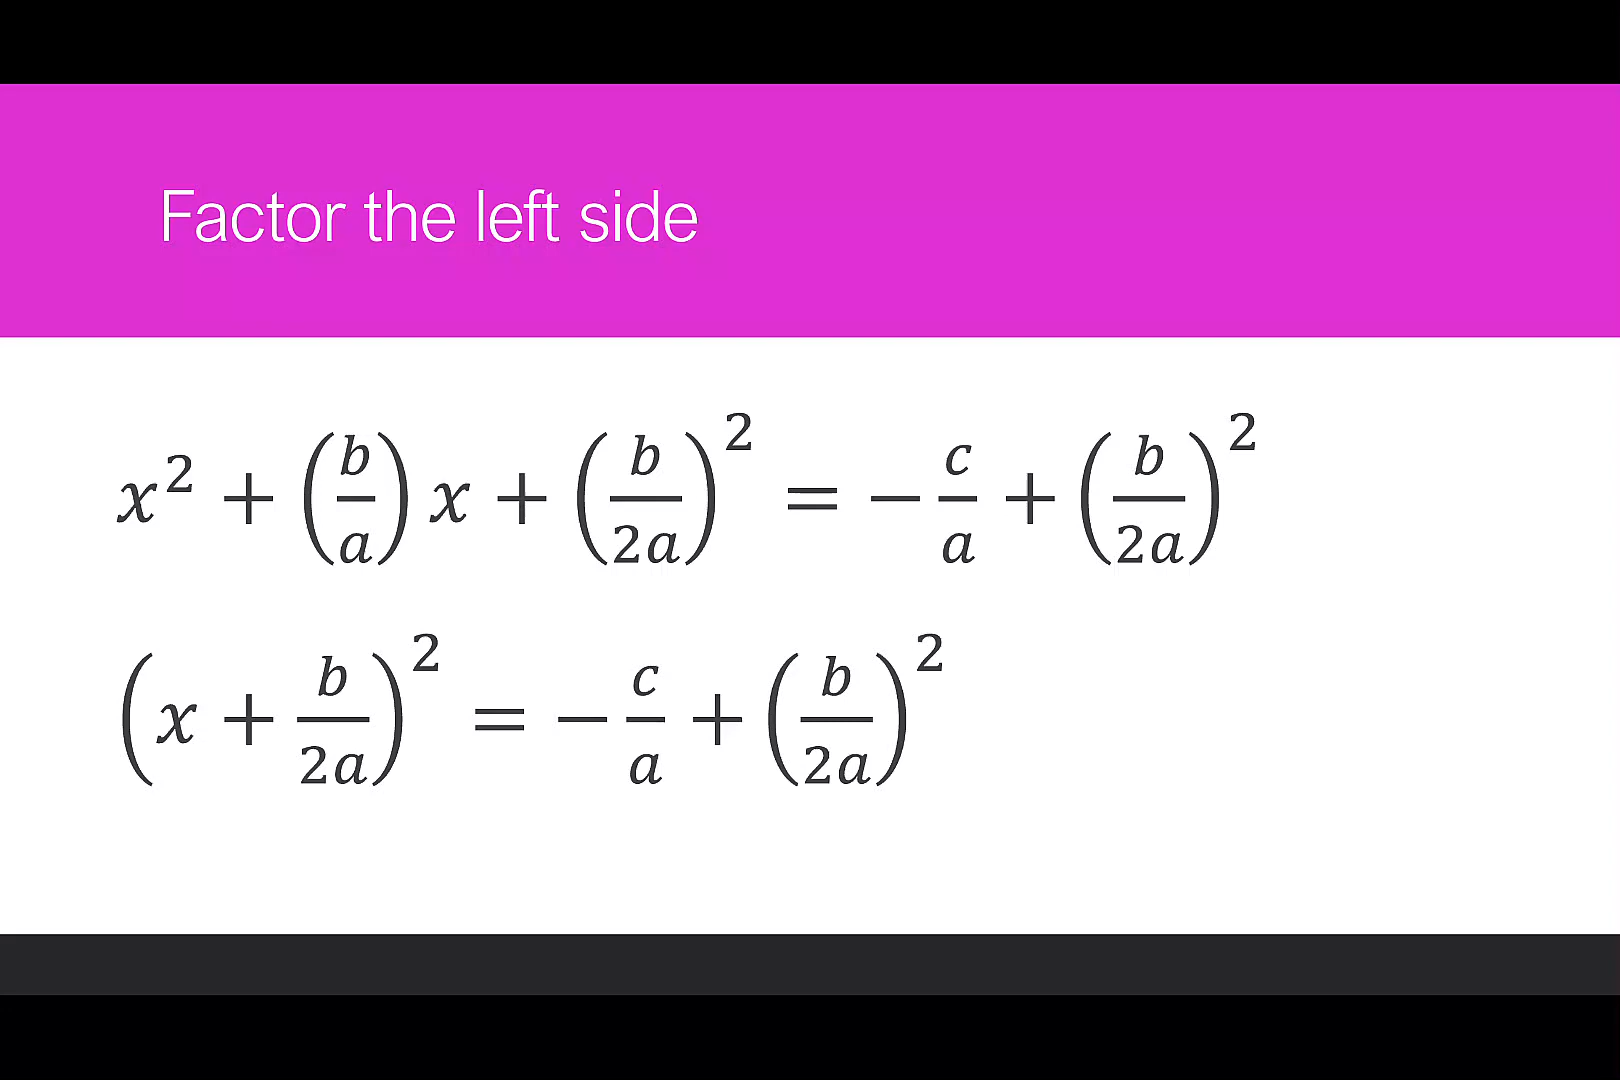 Factor the left side
x² + (b/a) x + (b/2a)² = −c/a + (b/2a)²
(x + b/2a)² = −c/a + (b/2a)²